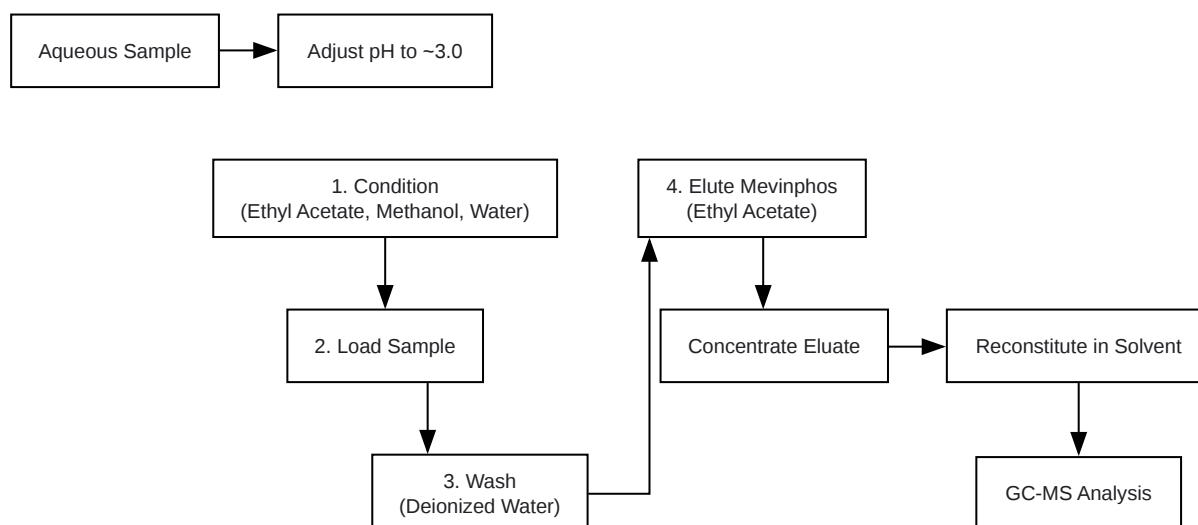 Aqueous Sample
Adjust pH to ~3.0
1. Condition
(Ethyl Acetate, Methanol, Water)
2. Load Sample
3. Wash
(Deionized Water)
4. Elute Mevinphos
(Ethyl Acetate)
Concentrate Eluate
Reconstitute in Solvent
GC-MS Analysis